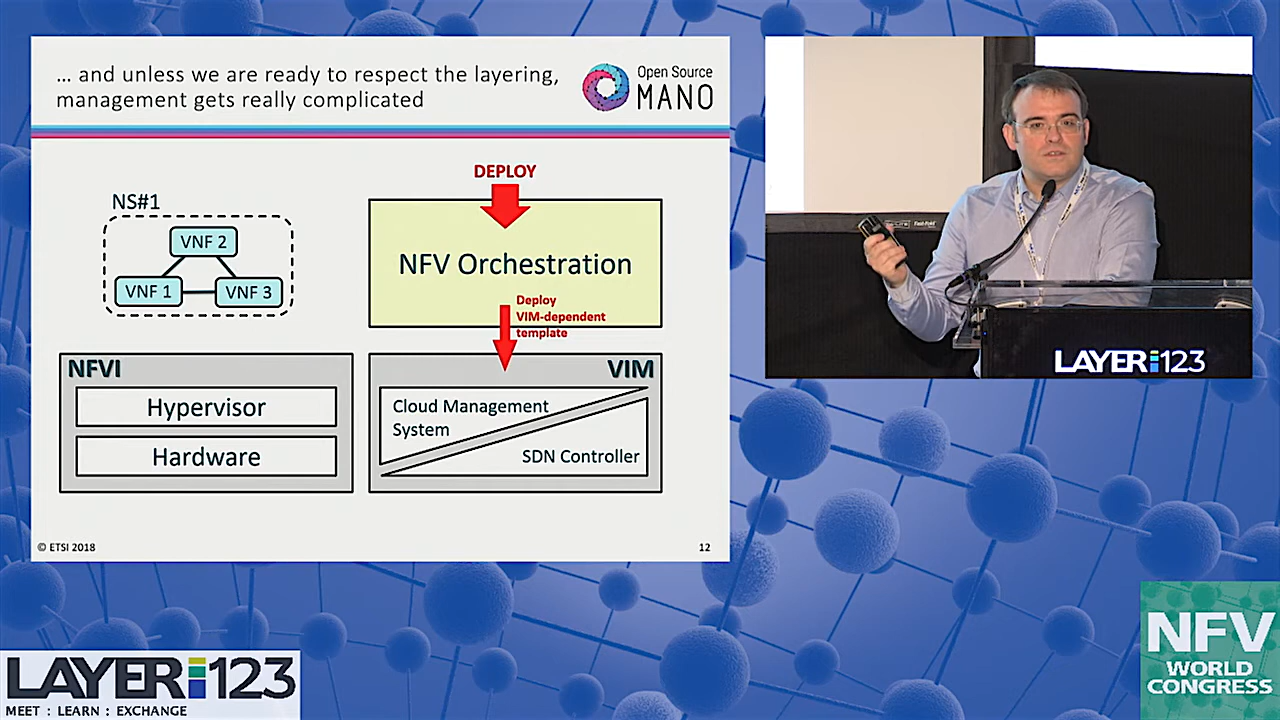 … and unless we are ready to respect the layering,
management gets really complicated
Open Source
MANO
DEPLOY
NS#1
VNF 2
VNF 1
VNF 3
NFV Orchestration
Deploy
VIM-dependent
template
NFVI
Hypervisor
Hardware
VIM
Cloud Management
System
SDN Controller
© ETSI 2018
12
LAYER123
LAYER123
MEET : LEARN : EXCHANGE
NFV
WORLD
CONGRESS